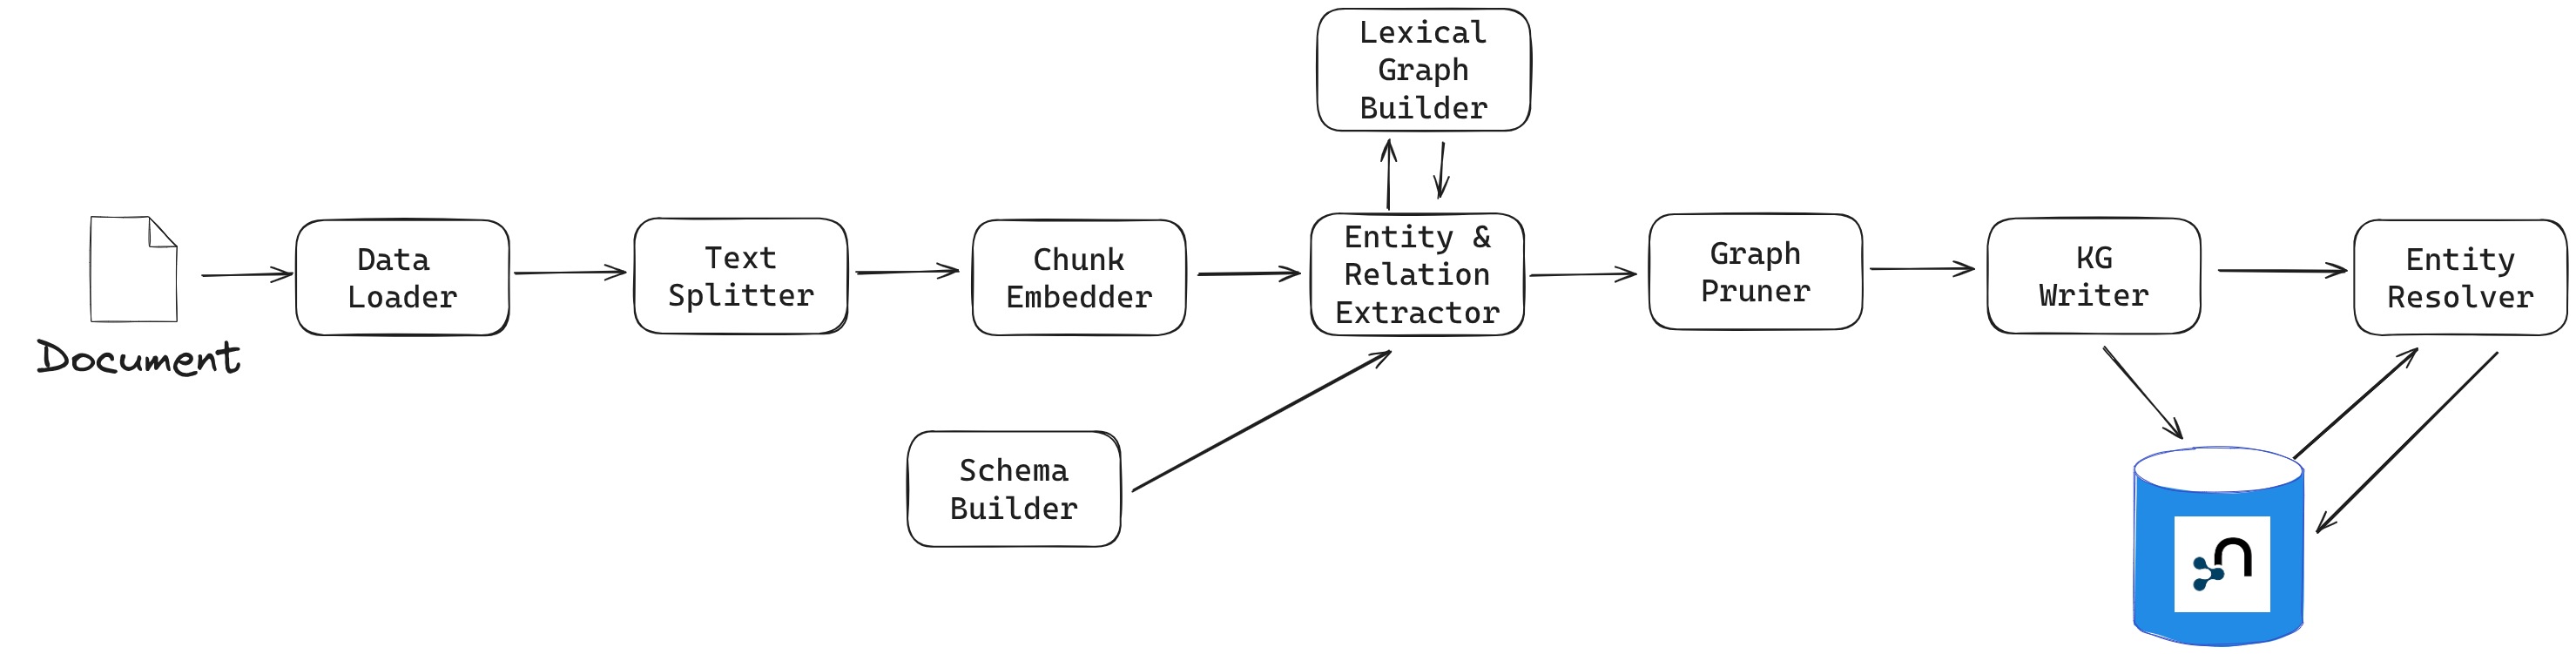 Lexical
Graph
Builder
Document
Data
Loader
Text
Splitter
Chunk
Embedder
Entity &
Relation
Extractor
Graph
Pruner
KG
Writer
Entity
Resolver
Schema
Builder